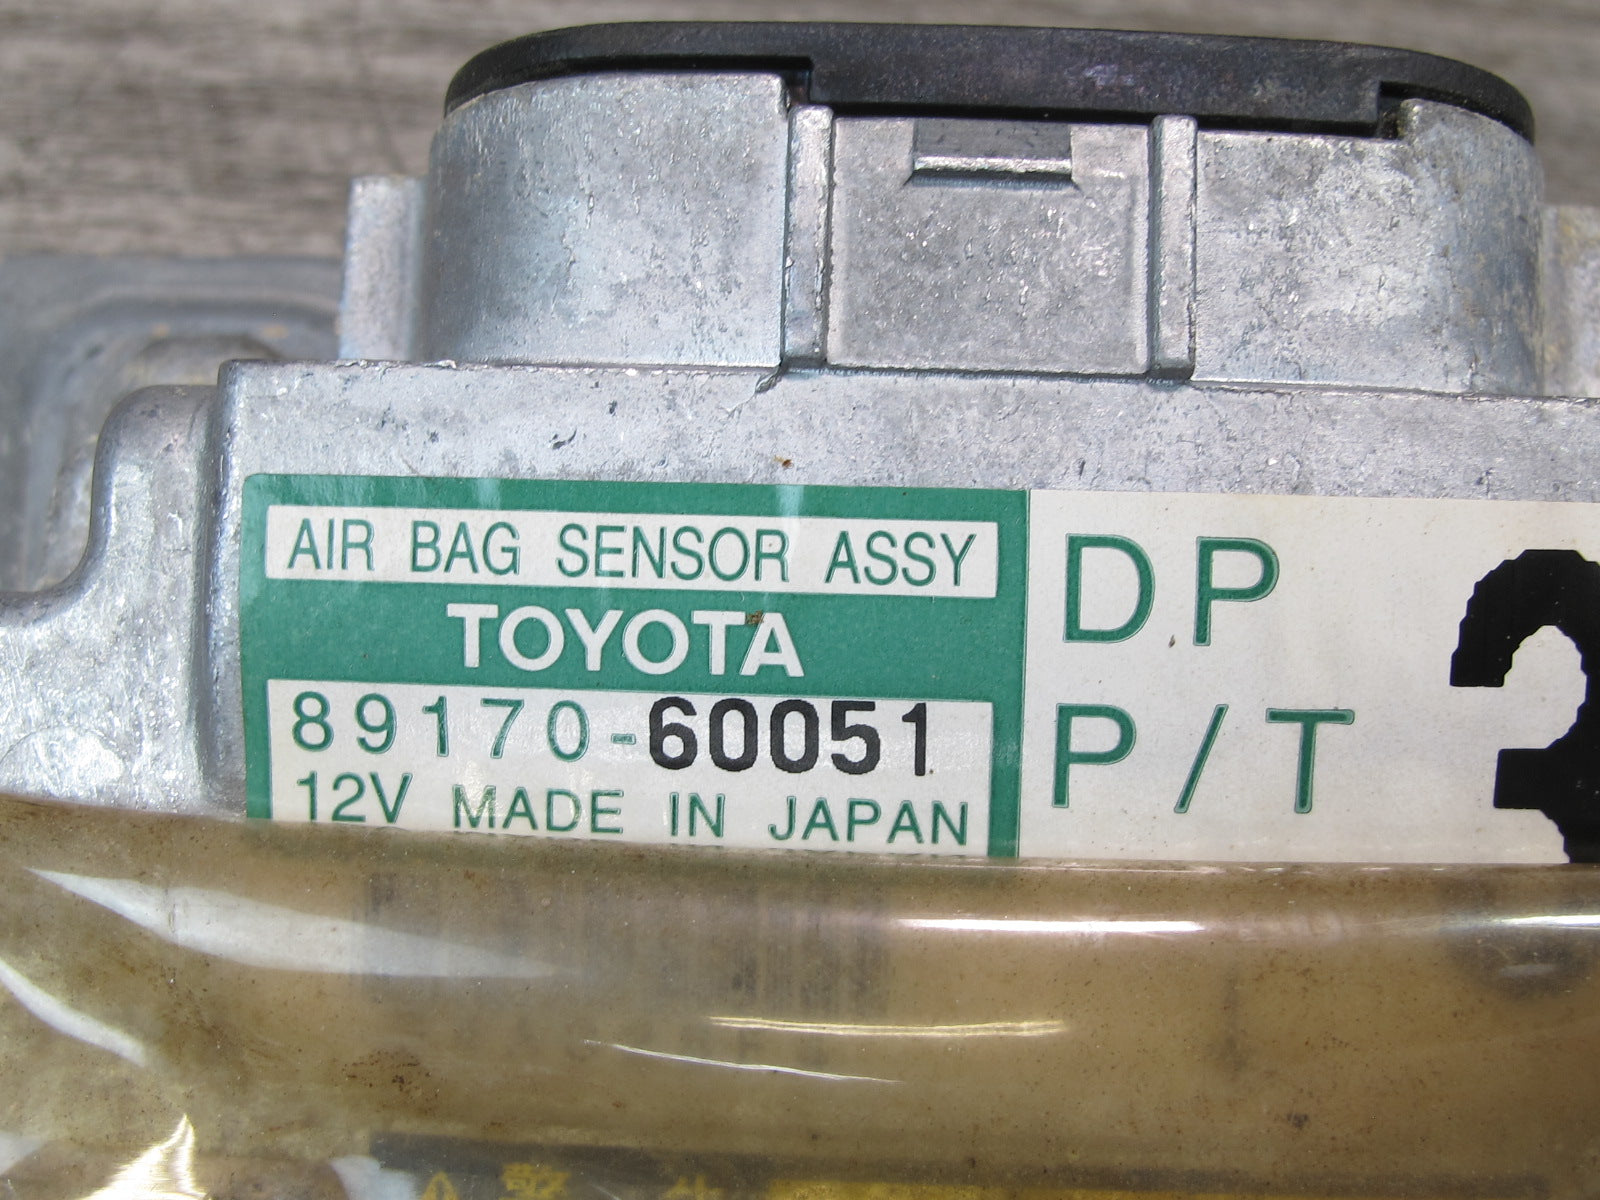 AIR BAG SENSOR ASSY
TOYOTA
89170-60051
12V MADE IN JAPAN
DP
P/T